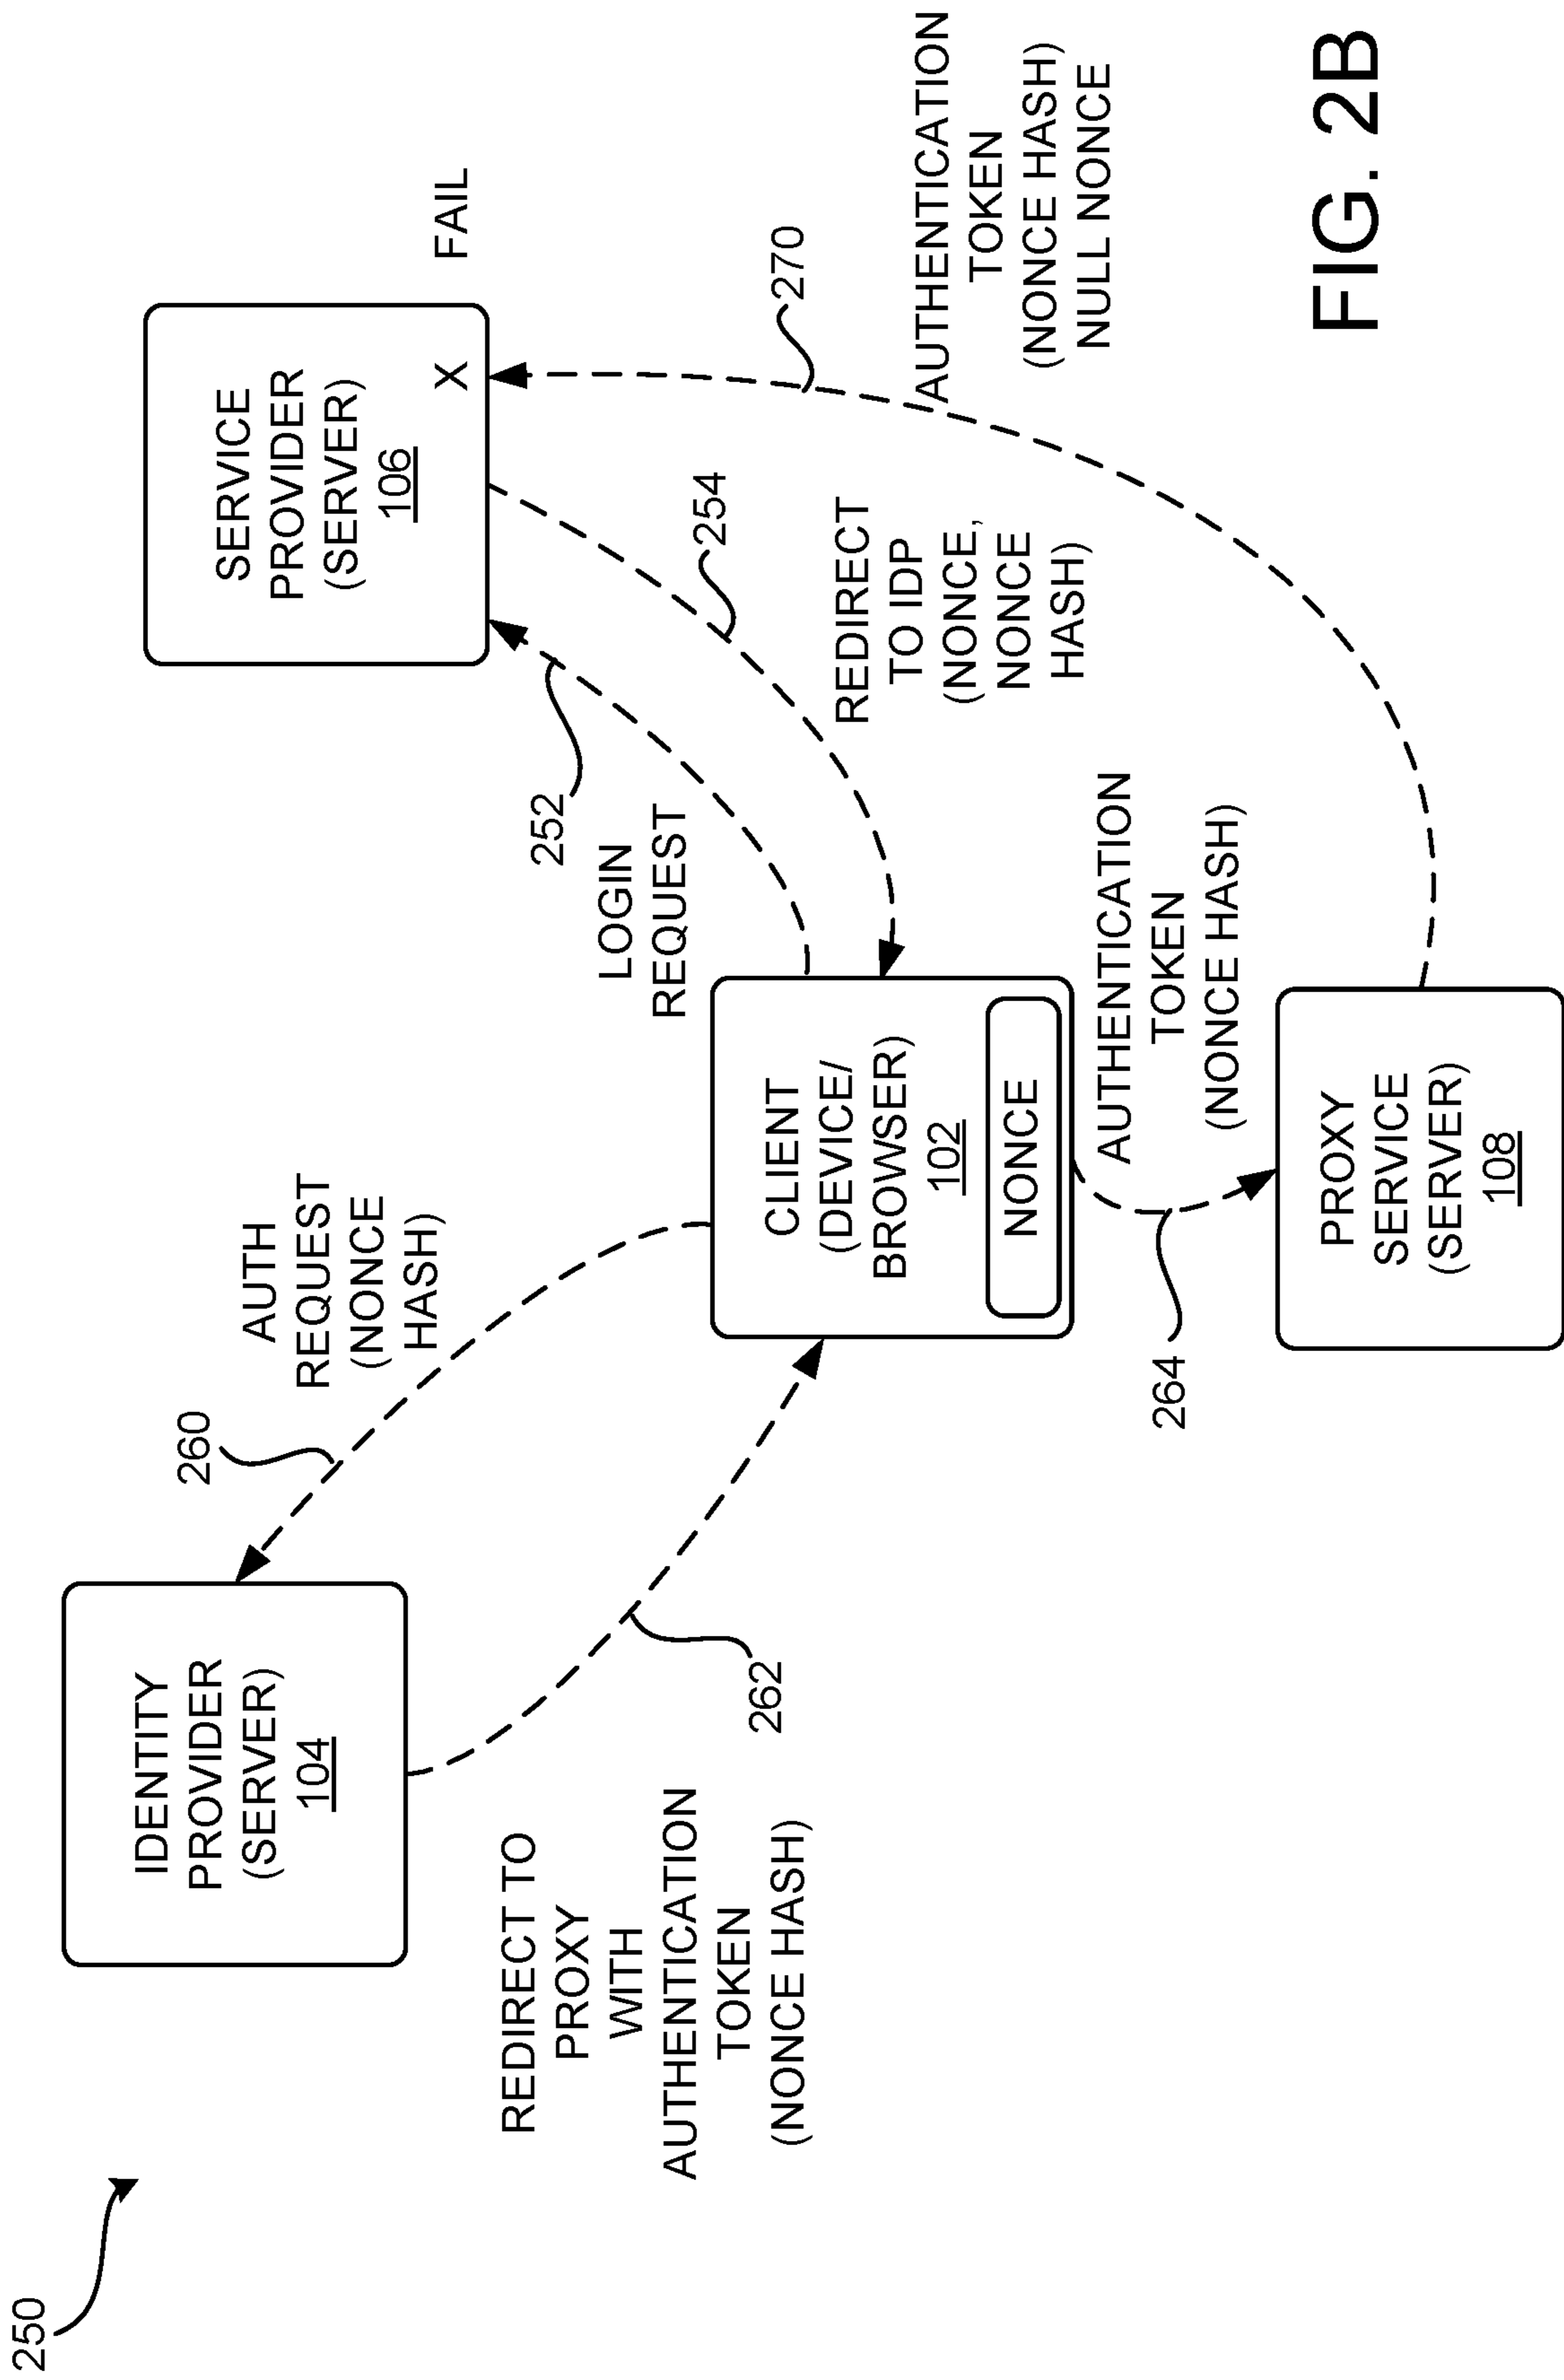 250
IDENTITY
PROVIDER
(SERVER)
104
260
AUTH
REQUEST
(NONCE
HASH)
SERVICE
PROVIDER
(SERVER)
106
X
FAIL
252
LOGIN
REQUEST
254
REDIRECT
TO IDP
(NONCE,
NONCE
HASH)
REDIRECT TO
PROXY
WITH
AUTHENTICATION
TOKEN
(NONCE HASH)
262
CLIENT
(DEVICE/
BROWSER)
102
NONCE
270
AUTHENTICATION
TOKEN
(NONCE HASH)
NULL NONCE
264
AUTHENTICATION
TOKEN
(NONCE HASH)
PROXY
SERVICE
(SERVER)
108
FIG. 2B